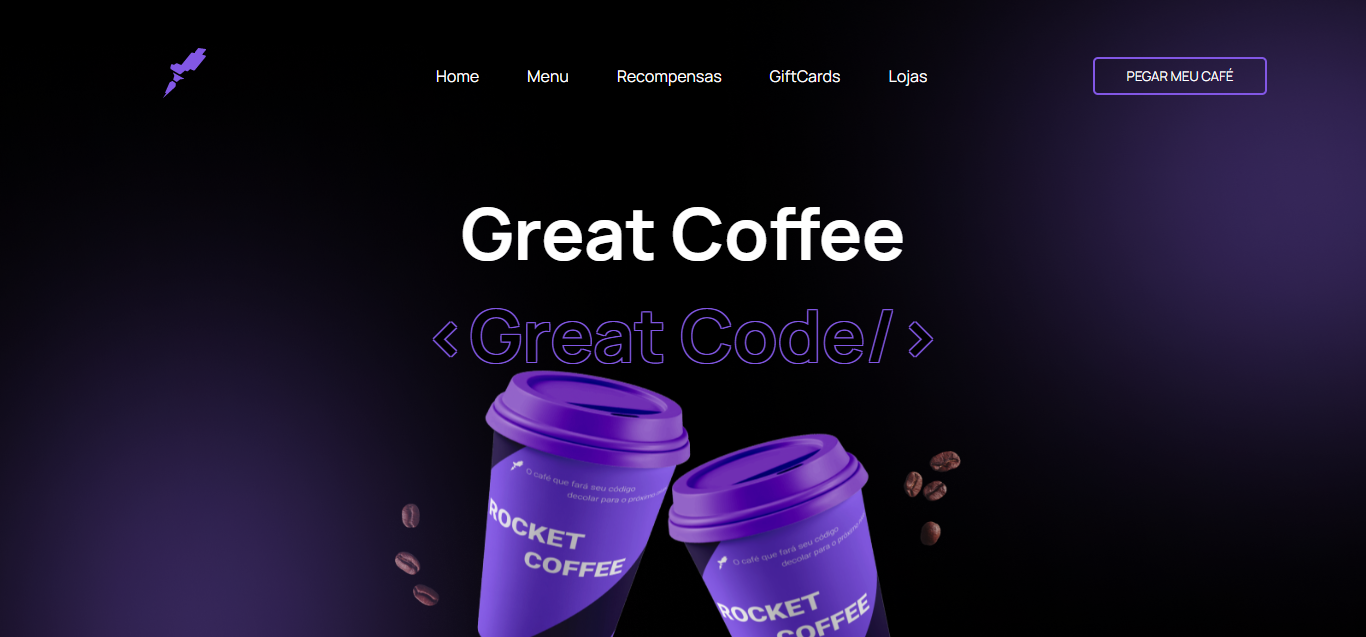 Home Menu Recompensas GiftCards Lojas PEGAR MEU CAFÉ
Great Coffee
< Great Code/ >
O café que fará seu código
decolar para o próximo
ROCKET
COFFEE
O café que fará seu código
decolar para o próximo
ROCKET
COFFEE